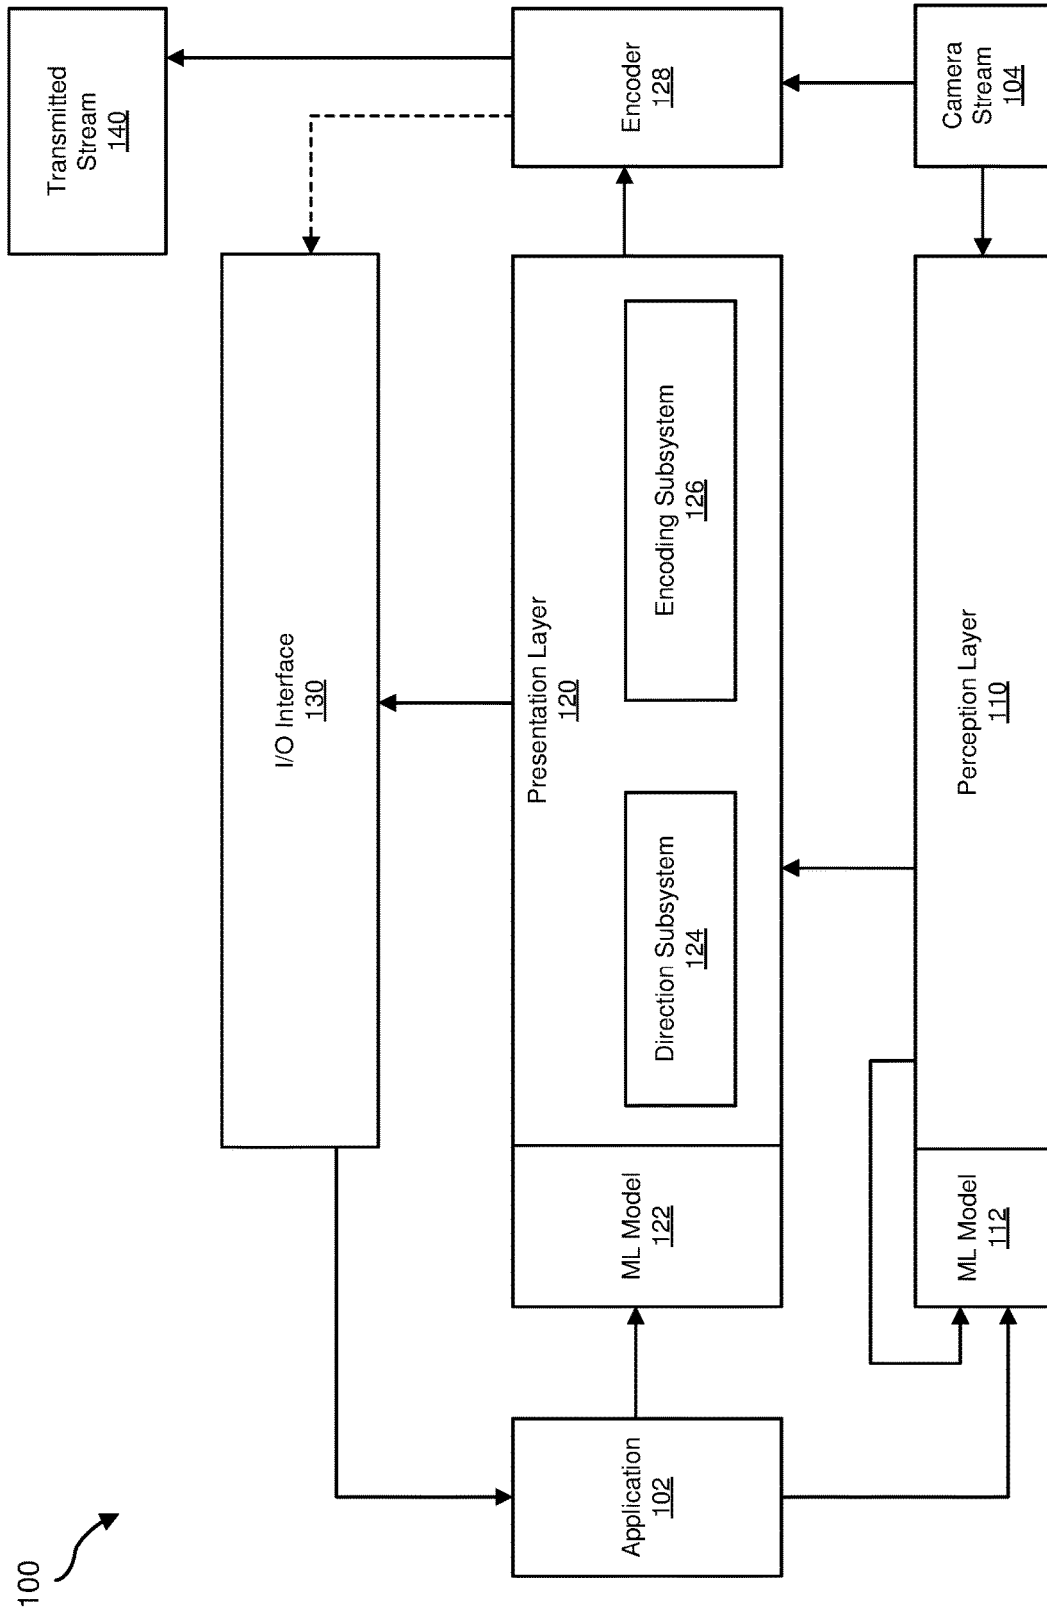 100
Transmitted
Stream
140
I/O Interface
130
Encoder
128
Presentation Layer
120
Encoding Subsystem
126
Direction Subsystem
124
ML Model
122
Application
102
Camera
Stream
104
Perception Layer
110
ML Model
112